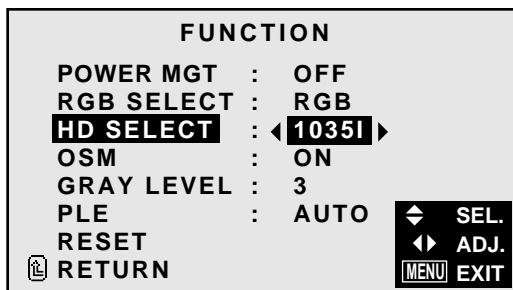 FUNCTION
POWER MGT : OFF
RGB SELECT : RGB
HD SELECT : 1035I
OSM : ON
GRAY LEVEL : 3
PLE : AUTO
RESET
RETURN
SEL.
ADJ.
MENU EXIT